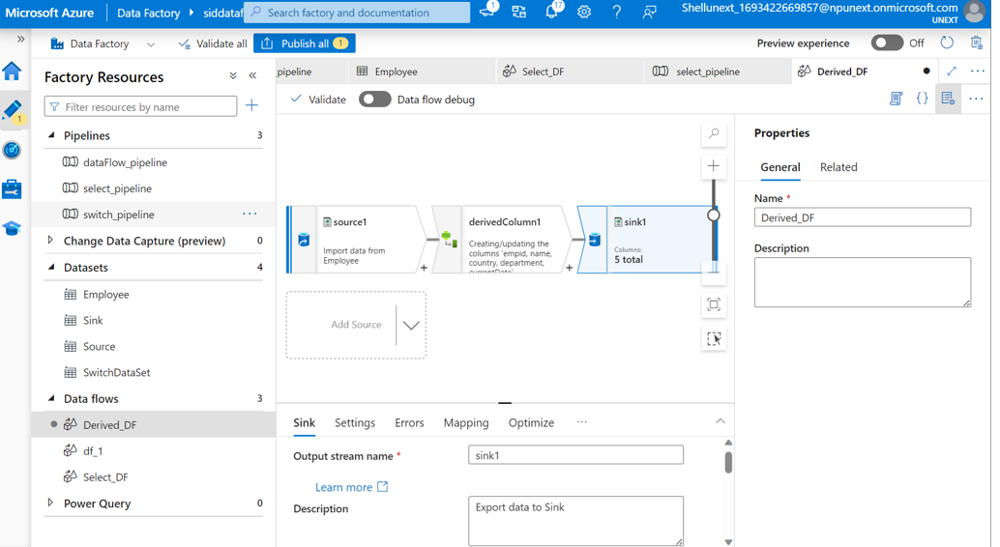 Microsoft Azure
Data Factory
siddataf
Search factory and documentation
1
17
Shellunext_1693422669857@npunext.onmicrosoft.com
UNEXT
Data Factory
Validate all
Publish all
1
Preview experience
Off
Factory Resources
pipeline
Employee
Select_DF
select_pipeline
Derived_DF
Filter resources by name
Validate
Data flow debug
1
Pipelines
3
dataFlow_pipeline
select_pipeline
switch_pipeline
Change Data Capture (preview)
0
Datasets
4
Employee
Sink
Source
SwitchDataSet
Data flows
3
Derived_DF
df_1
Select_DF
Power Query
0
source1
Import data from
Employee
derivedColumn1
Creating/updating the
columns 'empid, name,
country, department,
currentDate'
sink1
Columns:
5 total
Add Source
Sink
Settings
Errors
Mapping
Optimize
Output stream name *
sink1
Learn more
Description
Export data to Sink
Properties
General
Related
Name *
Derived_DF
Description